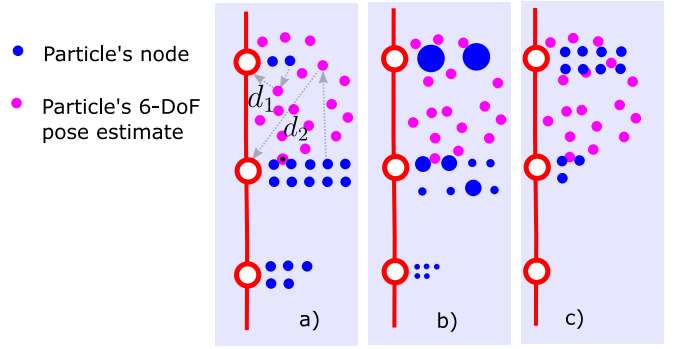 Particle's node
Particle's 6-DoF
pose estimate
d1
d2
a)
b)
c)